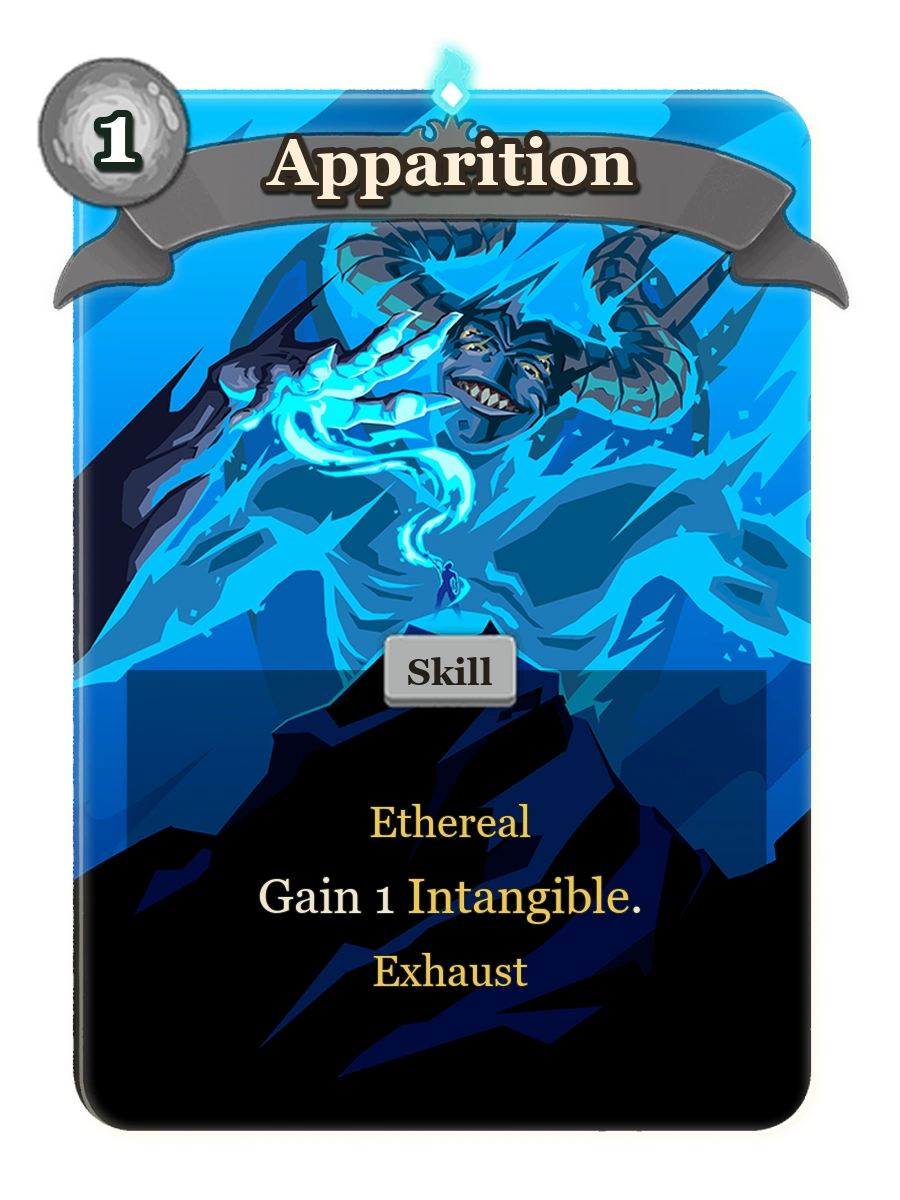 1
Apparition
Skill
Ethereal
Gain 1 Intangible.
Exhaust